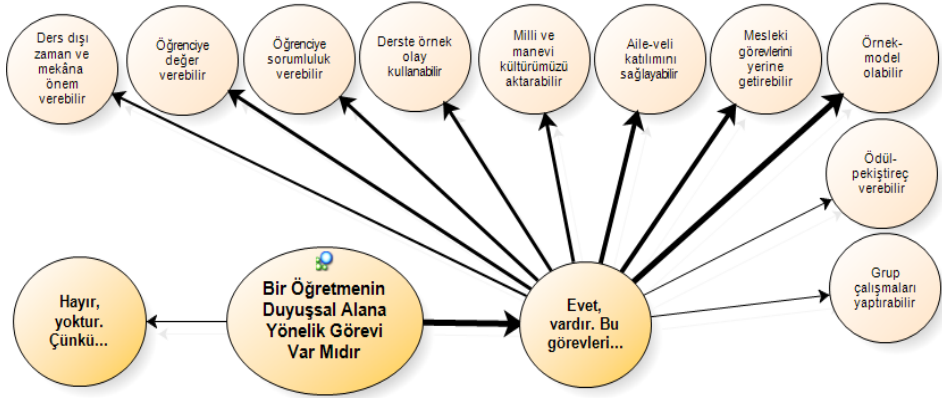 Ders dışı
zaman ve
mekâna
önem
verebilir
Öğrenciye
değer
verebilir
Öğrenciye
sorumluluk
verebilir
Derste örnek
olay
kullanabilir
Milli ve
manevi
kültürümüzü
aktarabilir
Aile-veli
katılımını
sağlayabilir
Mesleki
görevlerini
yerine
getirebilir
Örnek-
model
olabilir
Ödül-
pekiştireç
verebilir
Grup
çalışmaları
yaptırabilir
Hayır,
yoktur.
Çünkü...
Bir Öğretmenin
Duyuşsal Alana
Yönelik Görevi
Var Mıdır
Evet,
vardır. Bu
görevleri...